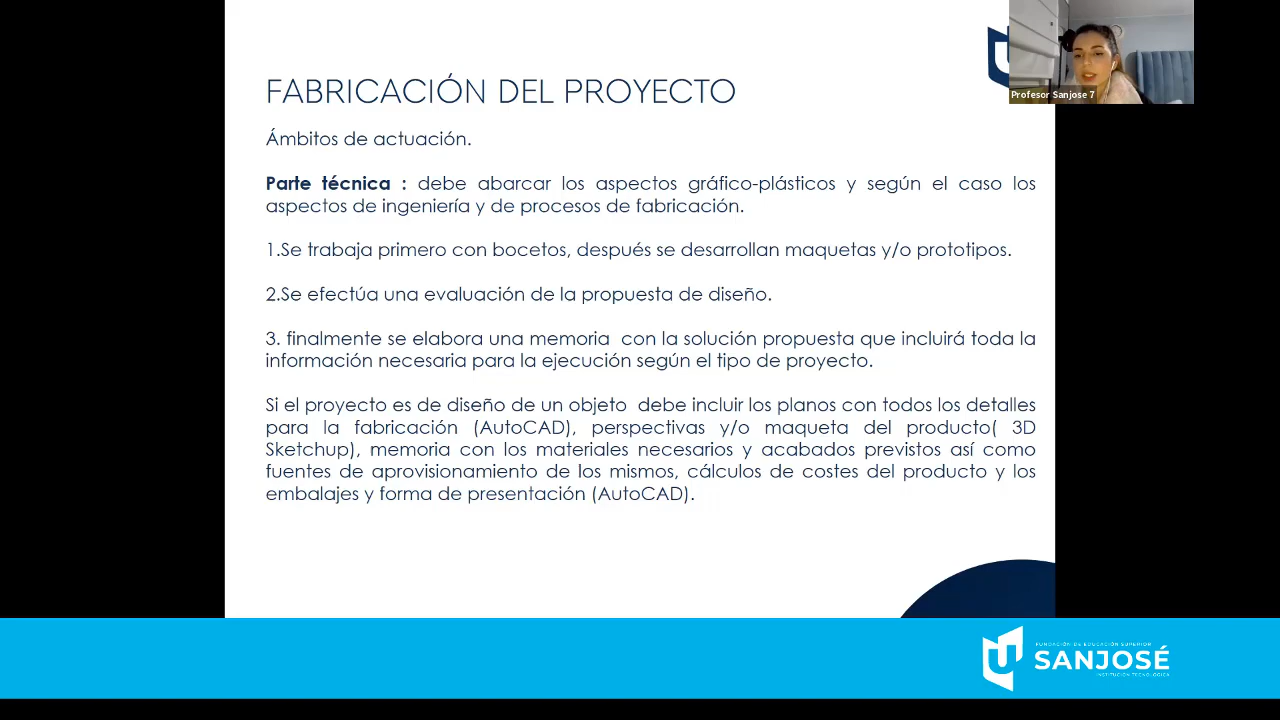 Profesor Sanjose 7
FABRICACIÓN DEL PROYECTO
Ámbitos de actuación.
Parte técnica : debe abarcar los aspectos gráfico-plásticos y según el caso los
aspectos de ingeniería y de procesos de fabricación.
1.Se trabaja primero con bocetos, después se desarrollan maquetas y/o prototipos.
2.Se efectúa una evaluación de la propuesta de diseño.
3. finalmente se elabora una memoria  con la solución propuesta que incluirá toda la
información necesaria para la ejecución según el tipo de proyecto.
Si el proyecto es de diseño de un objeto  debe incluir los planos con todos los detalles
para la fabricación (AutoCAD), perspectivas y/o maqueta del producto( 3D
Sketchup), memoria con los materiales necesarios y acabados previstos así como
fuentes de aprovisionamiento de los mismos, cálculos de costes del producto y los
embalajes y forma de presentación (AutoCAD).
FUNDACIÓN DE EDUCACIÓN SUPERIOR
SANJOSÉ
INSTITUCIÓN TECNOLÓGICA